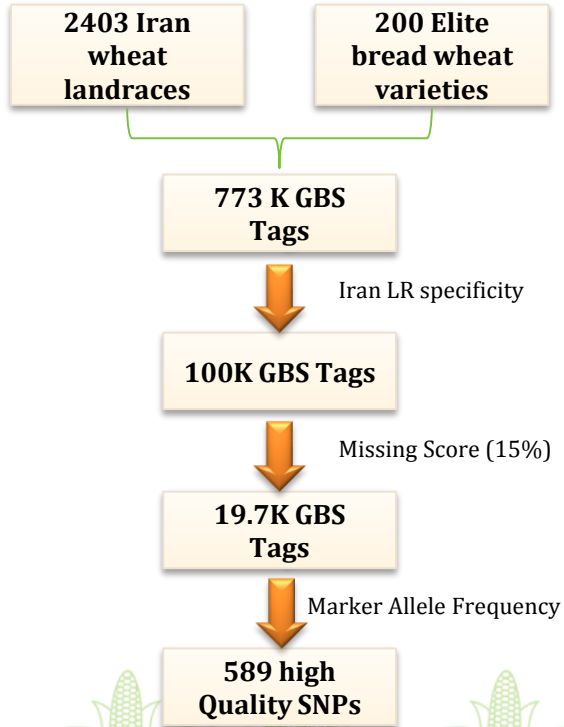 2403 Iran
wheat
landraces
200 Elite
bread wheat
varieties
773 K GBS
Tags
Iran LR specificity
100K GBS Tags
Missing Score (15%)
19.7K GBS
Tags
Marker Allele Frequency
589 high
Quality SNPs